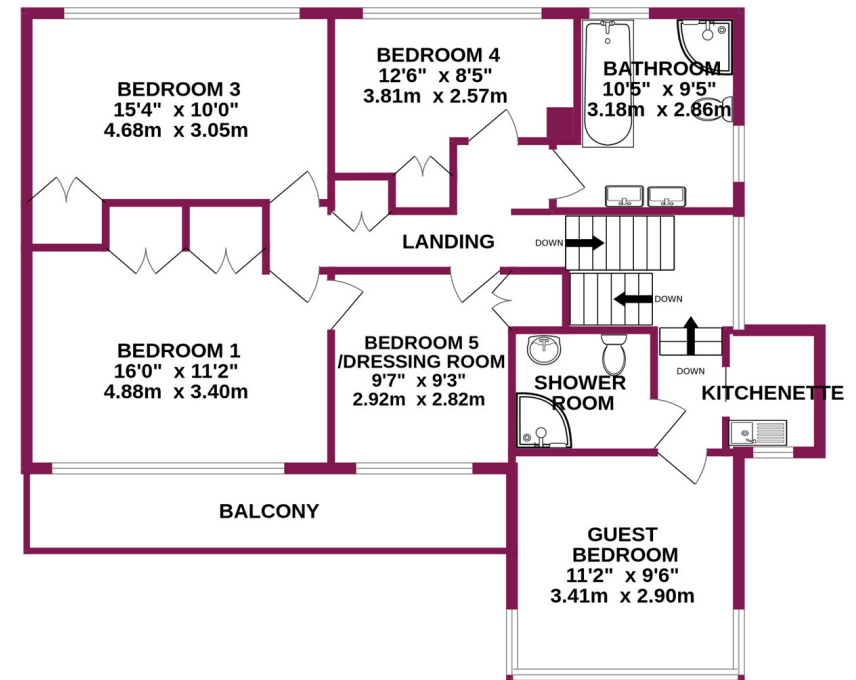 BEDROOM 3
15'4" x 10'0"
4.68m x 3.05m
BEDROOM 4
12'6" x 8'5"
3.81m x 2.57m
BATHROOM
10'5" x 9'5"
3.18m x 2.86m
LANDING
DOWN
DOWN
BEDROOM 1
16'0" x 11'2"
4.88m x 3.40m
BEDROOM 5
/DRESSING ROOM
9'7" x 9'3"
2.92m x 2.82m
SHOWER
ROOM
DOWN
KITCHENETTE
BALCONY
GUEST
BEDROOM
11'2" x 9'6"
3.41m x 2.90m